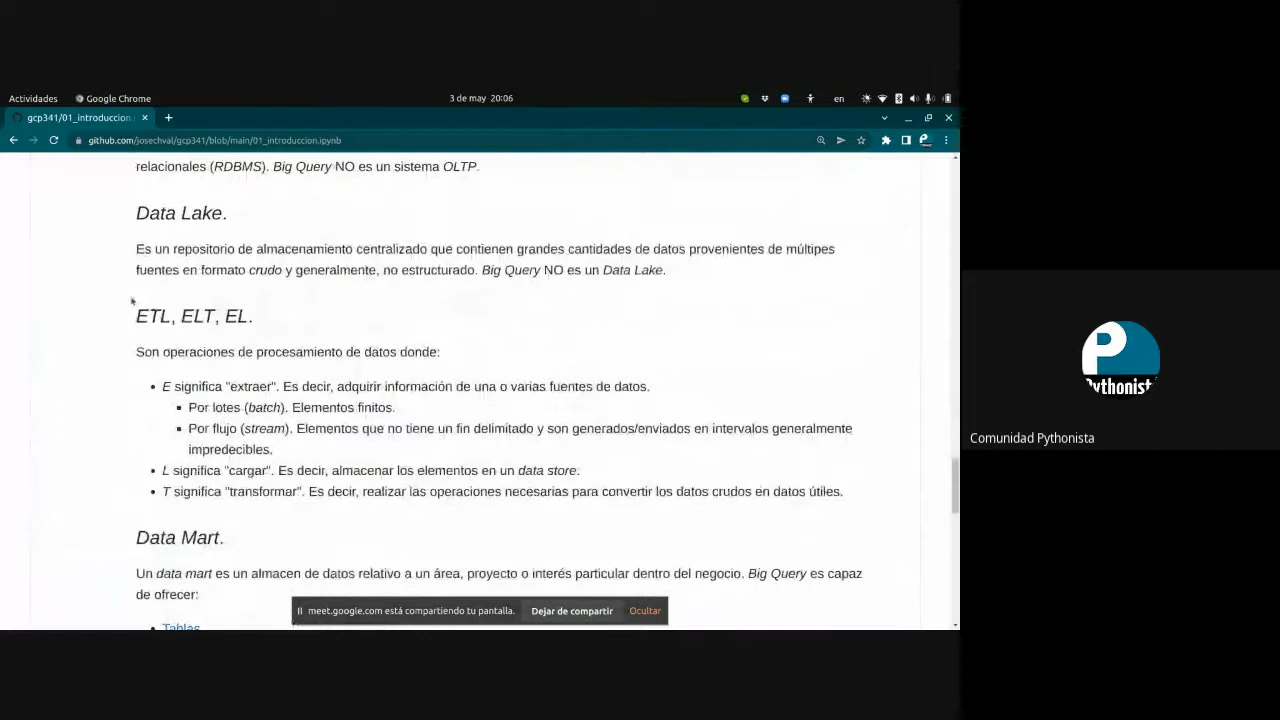 Actividades Google Chrome 3 de may 20:06 en
gcp341/01_introduccion.
github.com/josechval/gcp341/blob/main/01_introduccion.ipynb
relacionales (RDBMS). Big Query NO es un sistema OLTP.
Data Lake.
Es un repositorio de almacenamiento centralizado que contienen grandes cantidades de datos provenientes de múltipes
fuentes en formato crudo y generalmente, no estructurado. Big Query NO es un Data Lake.
ETL, ELT, EL.
Son operaciones de procesamiento de datos donde:
• E significa "extraer". Es decir, adquirir información de una o varias fuentes de datos.
▪ Por lotes (batch). Elementos finitos.
▪ Por flujo (stream). Elementos que no tiene un fin delimitado y son generados/enviados en intervalos generalmente
impredecibles.
• L significa "cargar". Es decir, almacenar los elementos en un data store.
• T significa "transformar". Es decir, realizar las operaciones necesarias para convertir los datos crudos en datos útiles.
Data Mart.
Un data mart es un almacen de datos relativo a un área, proyecto o interés particular dentro del negocio. Big Query es capaz
de ofrecer:
• Tablas
meet.google.com está compartiendo tu pantalla. Dejar de compartir Ocultar
P
Pythonist
Comunidad Pythonista